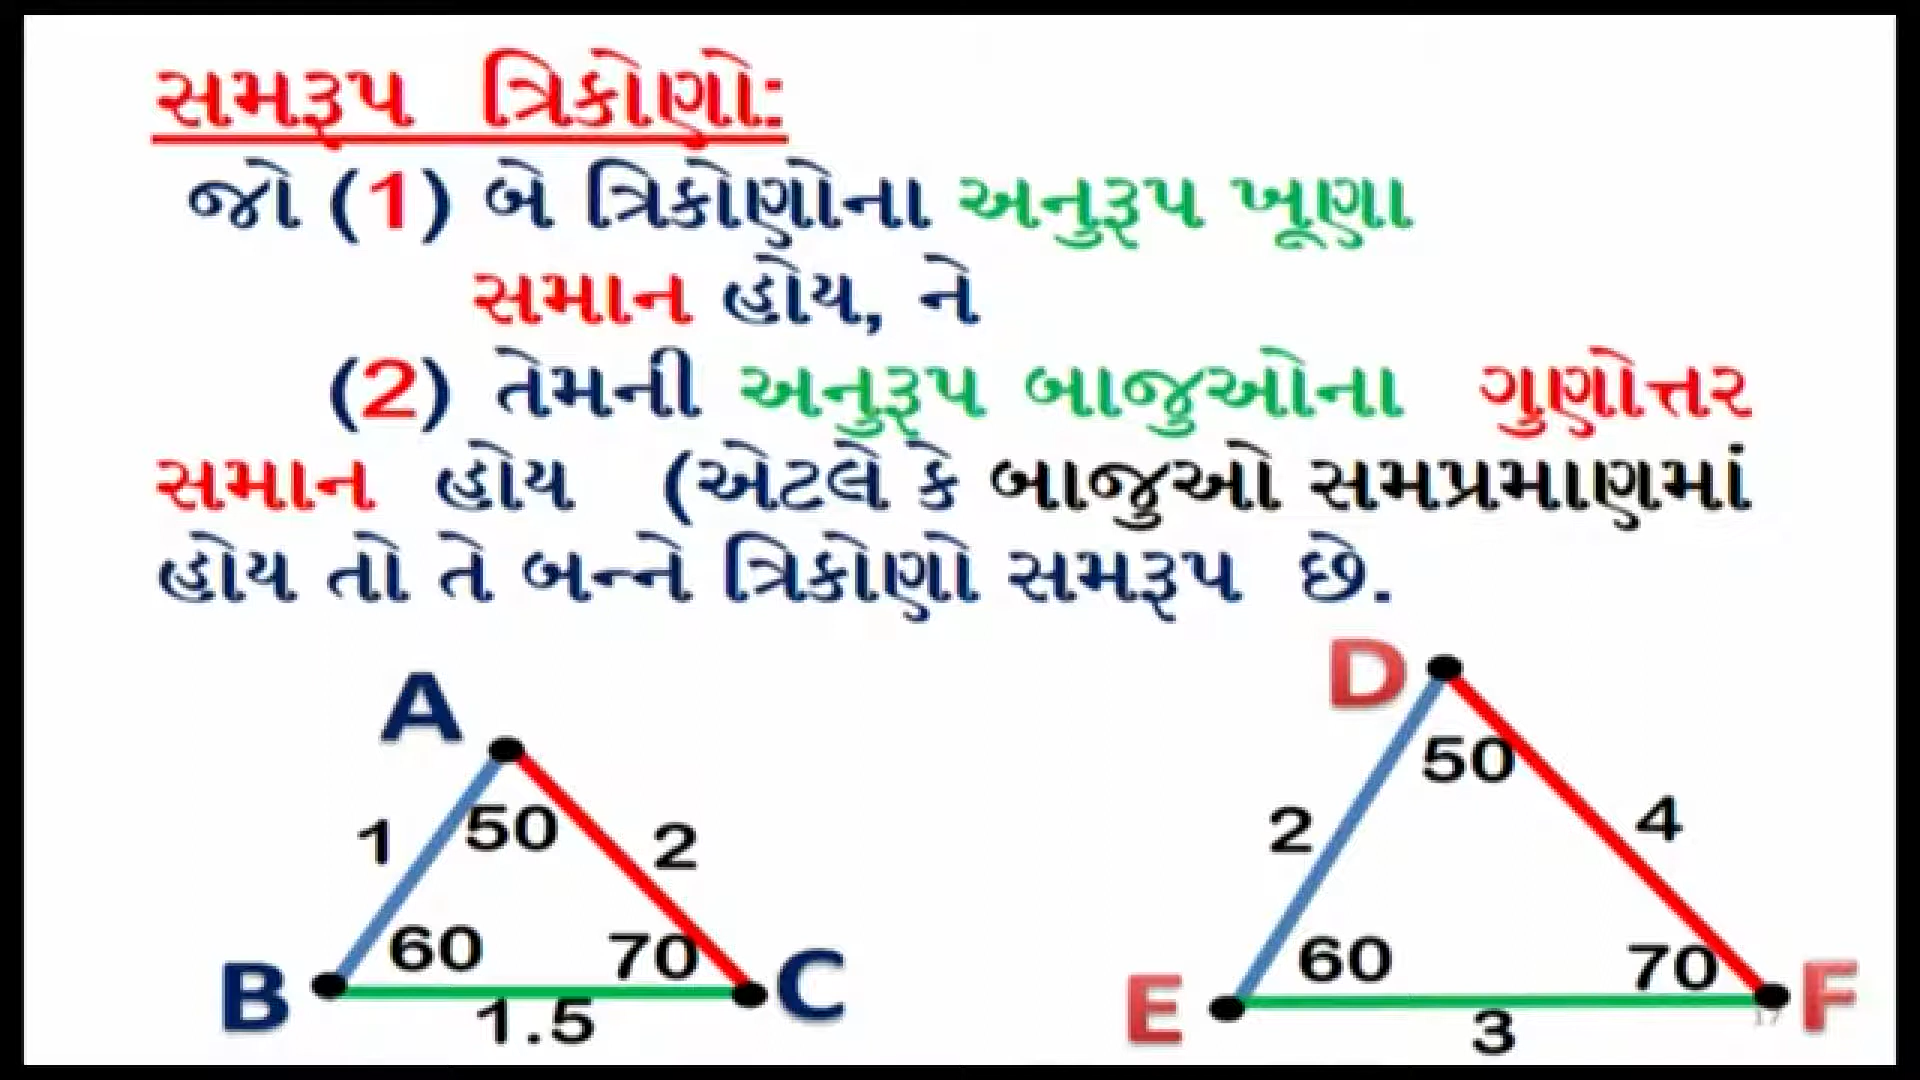 સમરૂપ ત્રિકોણો:
જો (1) બે ત્રિકોણોના અનુરૂપ ખૂણા
સમાન હોય, ને
(2) તેમની અનુરૂપ બાજુઓના ગુણોત્તર
સમાન હોય (એટલે કે બાજુઓ સમપ્રમાણમાં
હોય તો તે બન્ને ત્રિકોણો સમરૂપ છે.
A
1
50
2
60
70
B
C
1.5
D
50
2
4
60
70
E
F
3
17